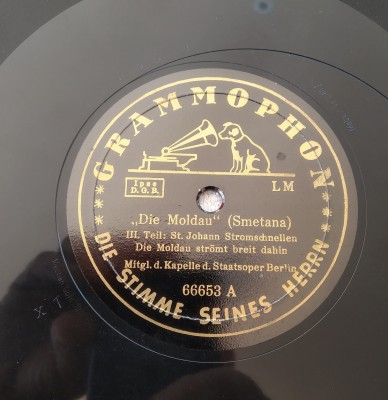 GRAMMOPHON
LM
„Die Moldau“ (Smetana)
III. Teil: St. Johann Stromschnellen
Die Moldau strömt breit dahin
Mitgl. d. Kapelle d. Staatsoper Berlin
66653 A
DIE STIMME SEINES HERRN